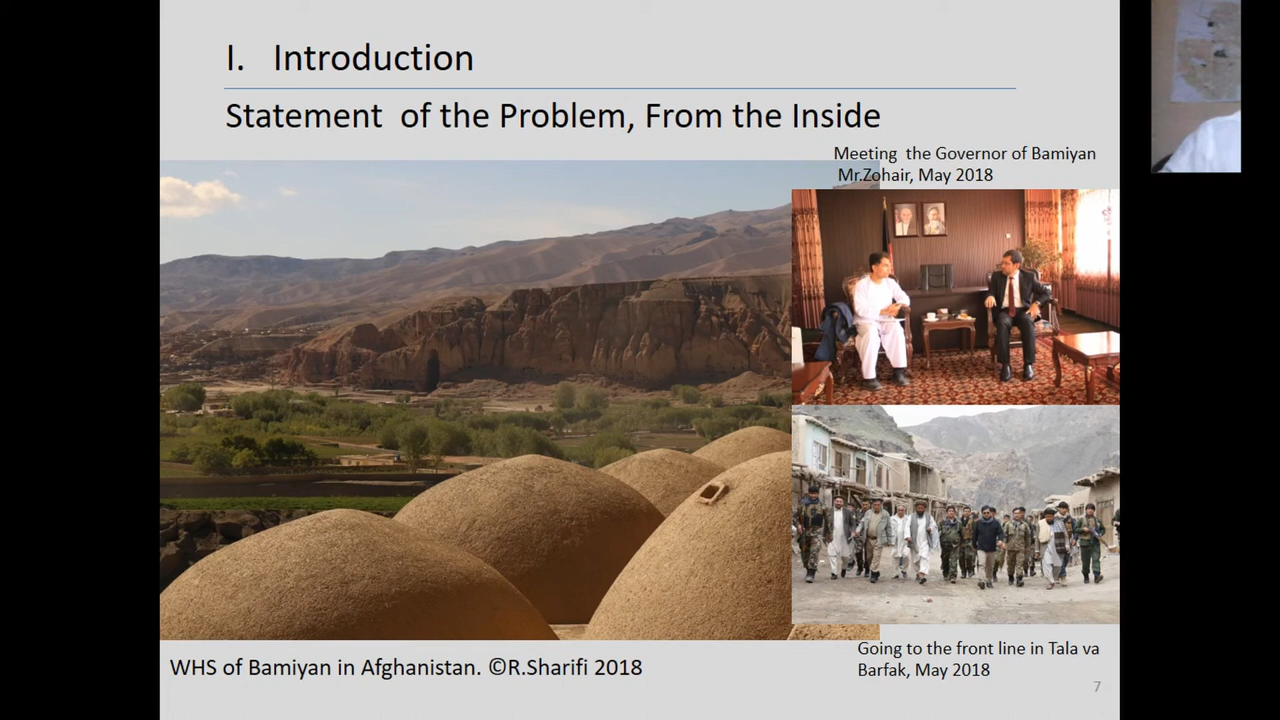 I. Introduction
Statement of the Problem, From the Inside
Meeting the Governor of Bamiyan
Mr.Zohair, May 2018
WHS of Bamiyan in Afghanistan. ©R.Sharifi 2018
Going to the front line in Tala va
Barfak, May 2018
7